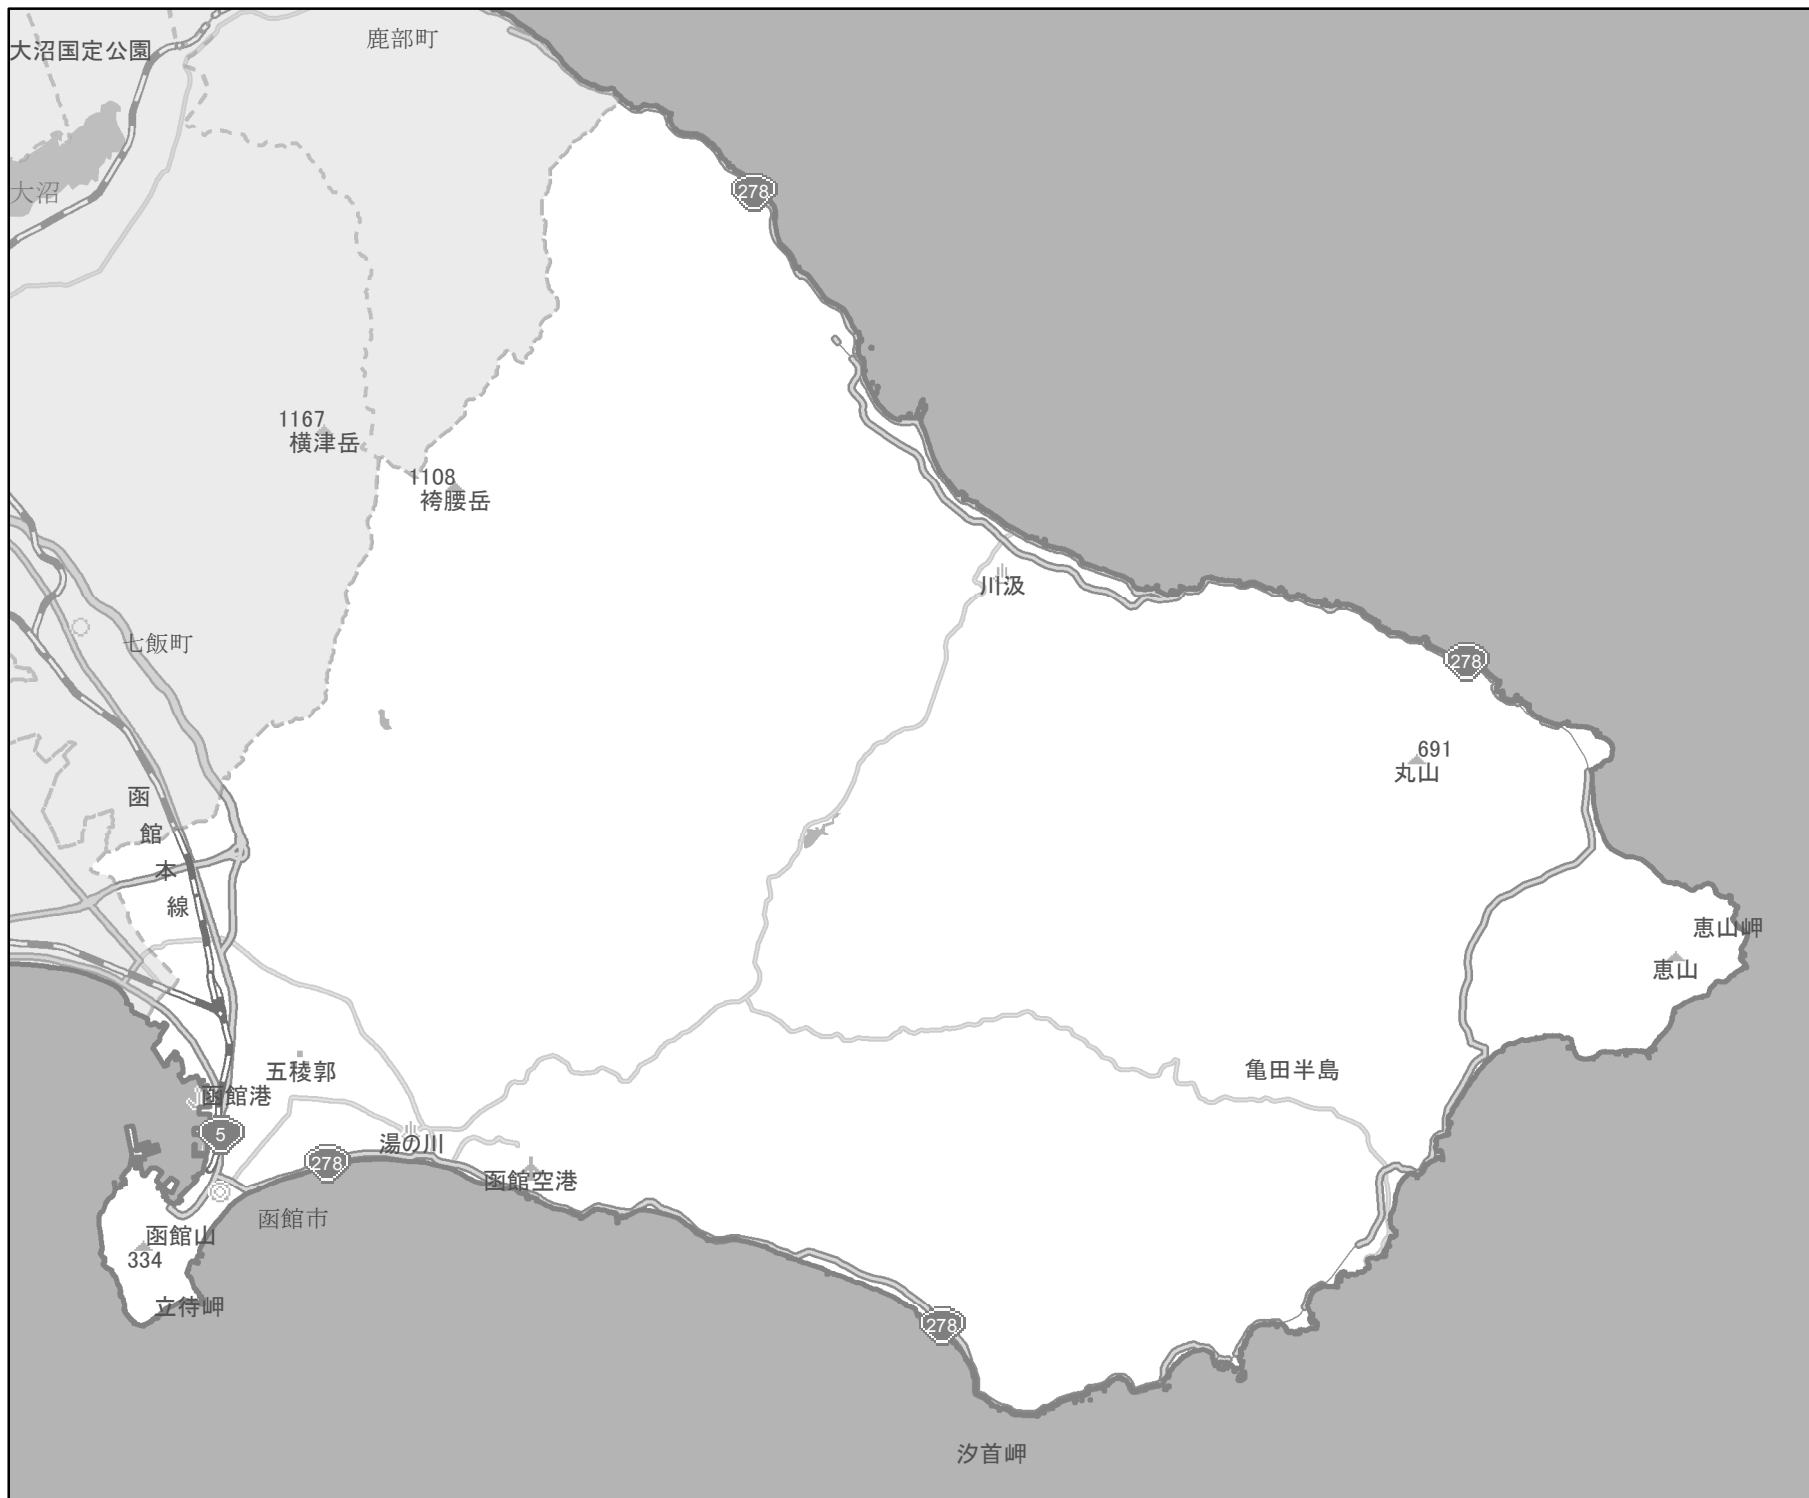 鹿部町
大沼国定公園
大沼
278
1167
横津岳
1108
袴腰岳
川汲
七飯町
278
691
丸山
函
館
本
線
恵山岬
恵山
五稜郭
亀田半島
函館港
5
湯の川
278
函館空港
函館市
函館山
334
立待岬
278
汐首岬